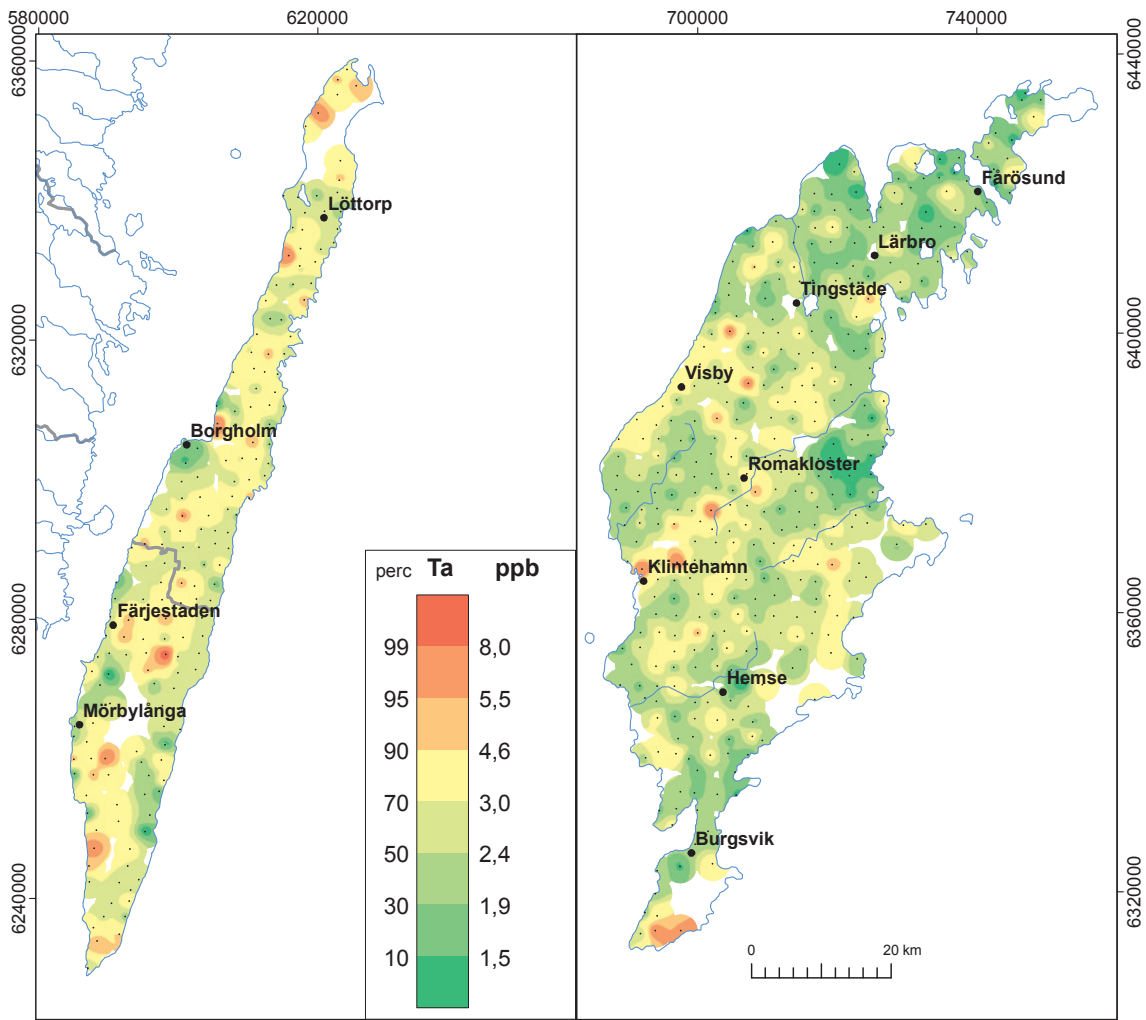 580000 620000
700000 740000
6360000
6320000
6280000
6240000
6440000
6400000
6360000
6320000
Löttorp
Borgholm
Färjestaden
Mörbylånga
Fårösund
Lärbro
Tingstäde
Visby
Romakloster
Klintehamn
Hemse
Burgsvik
perc Ta ppb
99 8,0
95 5,5
90 4,6
70 3,0
50 2,4
30 1,9
10 1,5
0 20 km